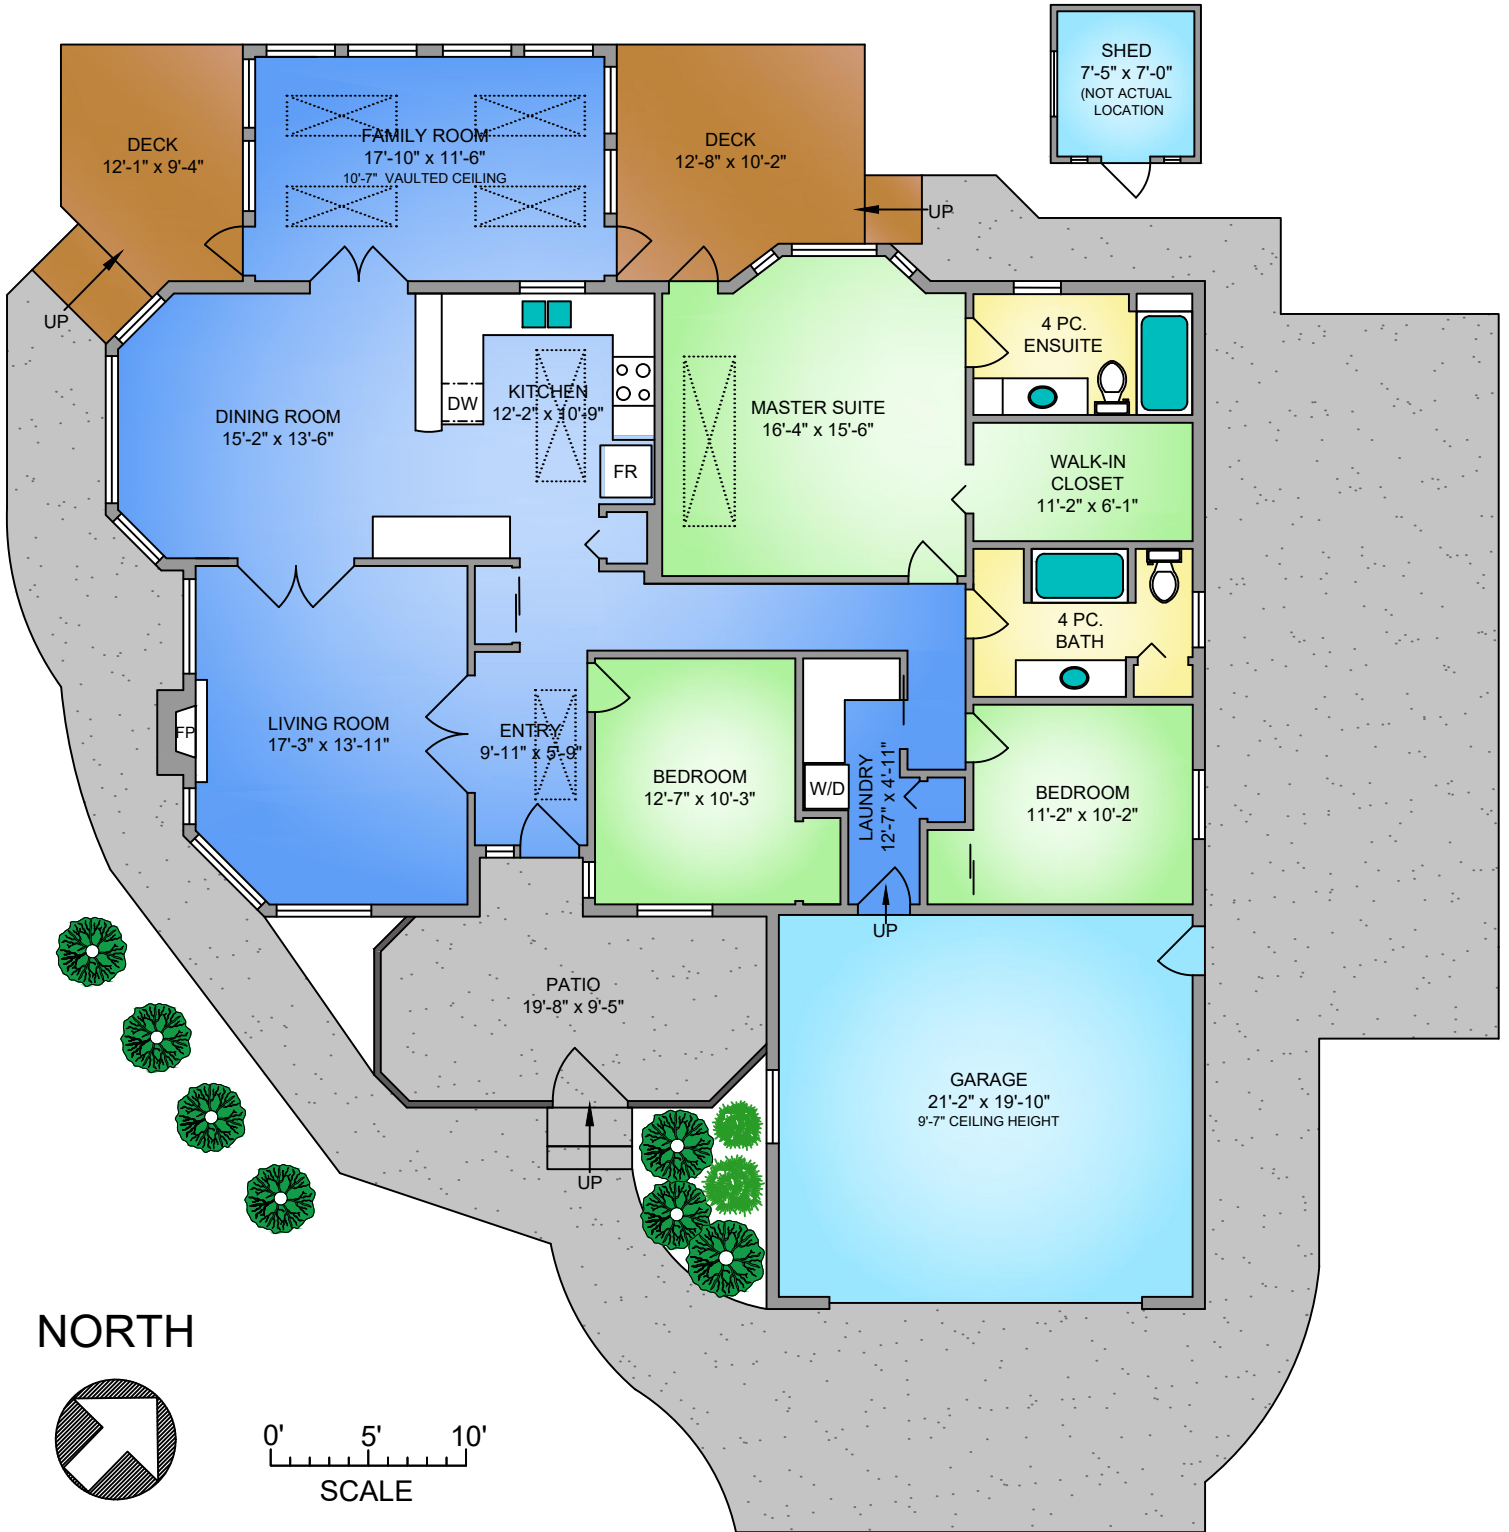 SHED
7'-5" x 7'-0"
(NOT ACTUAL
LOCATION
DECK
12'-1" x 9'-4"
FAMILY ROOM
17'-10" x 11'-6"
10'-7" VAULTED CEILING
DECK
12'-8" x 10'-2"
UP
UP
4 PC.
ENSUITE
DINING ROOM
15'-2" x 13'-6"
DW
KITCHEN
12'-2" x 10'-9"
FR
MASTER SUITE
16'-4" x 15'-6"
WALK-IN
CLOSET
11'-2" x 6'-1"
4 PC.
BATH
LIVING ROOM
17'-3" x 13'-11"
FP
ENTRY
9'-11" x 5'-9"
BEDROOM
12'-7" x 10'-3"
W/D
LAUNDRY
12'-7" x 4'-11"
BEDROOM
11'-2" x 10'-2"
UP
PATIO
19'-8" x 9'-5"
GARAGE
21'-2" x 19'-10"
9'-7" CEILING HEIGHT
UP
NORTH
0' 5' 10'
SCALE